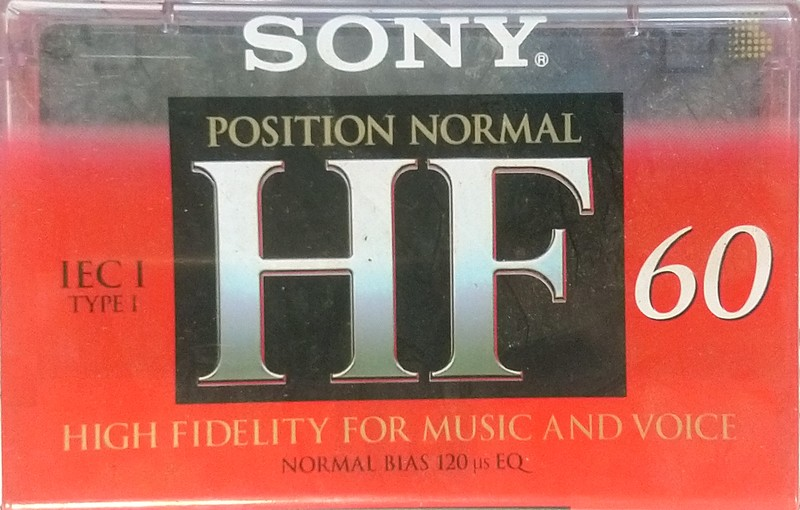 SONY®
POSITION NORMAL
HF
IEC I
TYPE I
60
HIGH FIDELITY FOR MUSIC AND VOICE
NORMAL BIAS 120 µs EQ